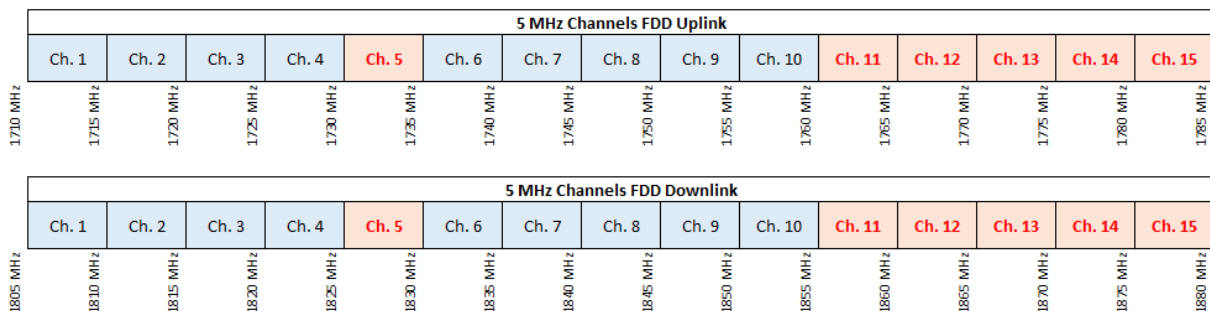 5 MHz Channels FDD Uplink
Ch. 1 Ch. 2 Ch. 3 Ch. 4 Ch. 5 Ch. 6 Ch. 7 Ch. 8 Ch. 9 Ch. 10 Ch. 11 Ch. 12 Ch. 13 Ch. 14 Ch. 15
1710 MHz 1715 MHz 1720 MHz 1725 MHz 1730 MHz 1735 MHz 1740 MHz 1745 MHz 1750 MHz 1755 MHz 1760 MHz 1765 MHz 1770 MHz 1775 MHz 1780 MHz 1785 MHz
5 MHz Channels FDD Downlink
Ch. 1 Ch. 2 Ch. 3 Ch. 4 Ch. 5 Ch. 6 Ch. 7 Ch. 8 Ch. 9 Ch. 10 Ch. 11 Ch. 12 Ch. 13 Ch. 14 Ch. 15
1805 MHz 1810 MHz 1815 MHz 1820 MHz 1825 MHz 1830 MHz 1835 MHz 1840 MHz 1845 MHz 1850 MHz 1855 MHz 1860 MHz 1865 MHz 1870 MHz 1875 MHz 1880 MHz